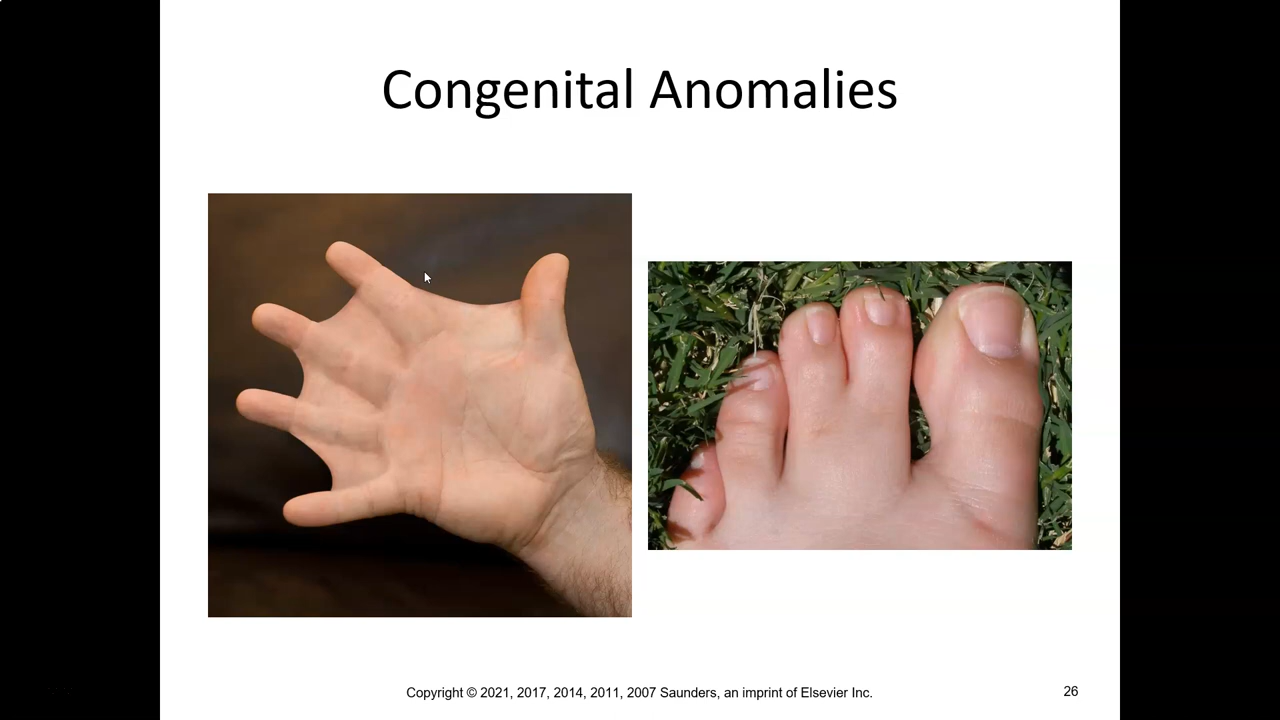 Congenital Anomalies
Copyright © 2021, 2017, 2014, 2011, 2007 Saunders, an imprint of Elsevier Inc.
26